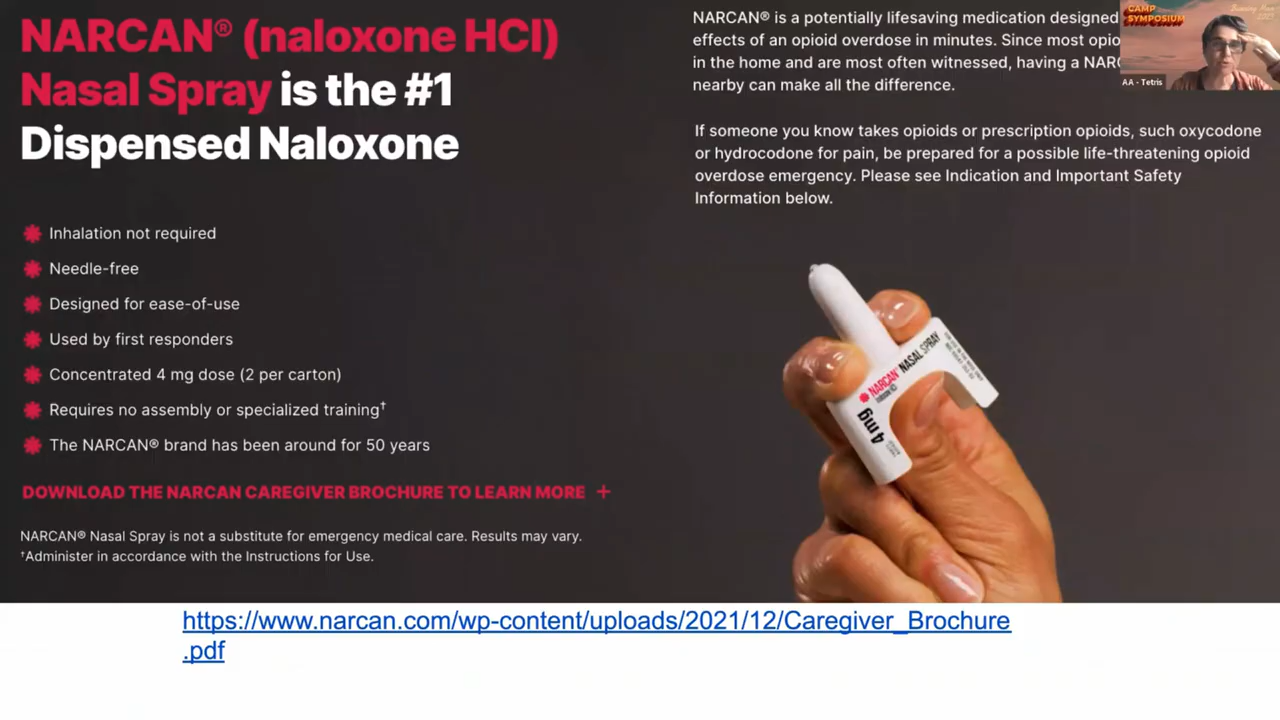 NARCAN® (naloxone HCl)
Nasal Spray is the #1
Dispensed Naloxone
Inhalation not required
Needle-free
Designed for ease-of-use
Used by first responders
Concentrated 4 mg dose (2 per carton)
Requires no assembly or specialized training†
The NARCAN® brand has been around for 50 years
DOWNLOAD THE NARCAN CAREGIVER BROCHURE TO LEARN MORE +
NARCAN® Nasal Spray is not a substitute for emergency medical care. Results may vary.
†Administer in accordance with the Instructions for Use.
NARCAN® is a potentially lifesaving medication designed
effects of an opioid overdose in minutes. Since most
in the home and are most often witnessed, having a
nearby can make all the difference.
If someone you know takes opioids or prescription opioids, such oxycodone
or hydrocodone for pain, be prepared for a possible life-threatening opioid
overdose emergency. Please see Indication and Important Safety
Information below.
CAMP
SYMPOSIUM
Burning Man
2023
AA - Tetris
NARCAN® NASAL SPRAY
4 mg
https://www.narcan.com/wp-content/uploads/2021/12/Caregiver_Brochure
.pdf